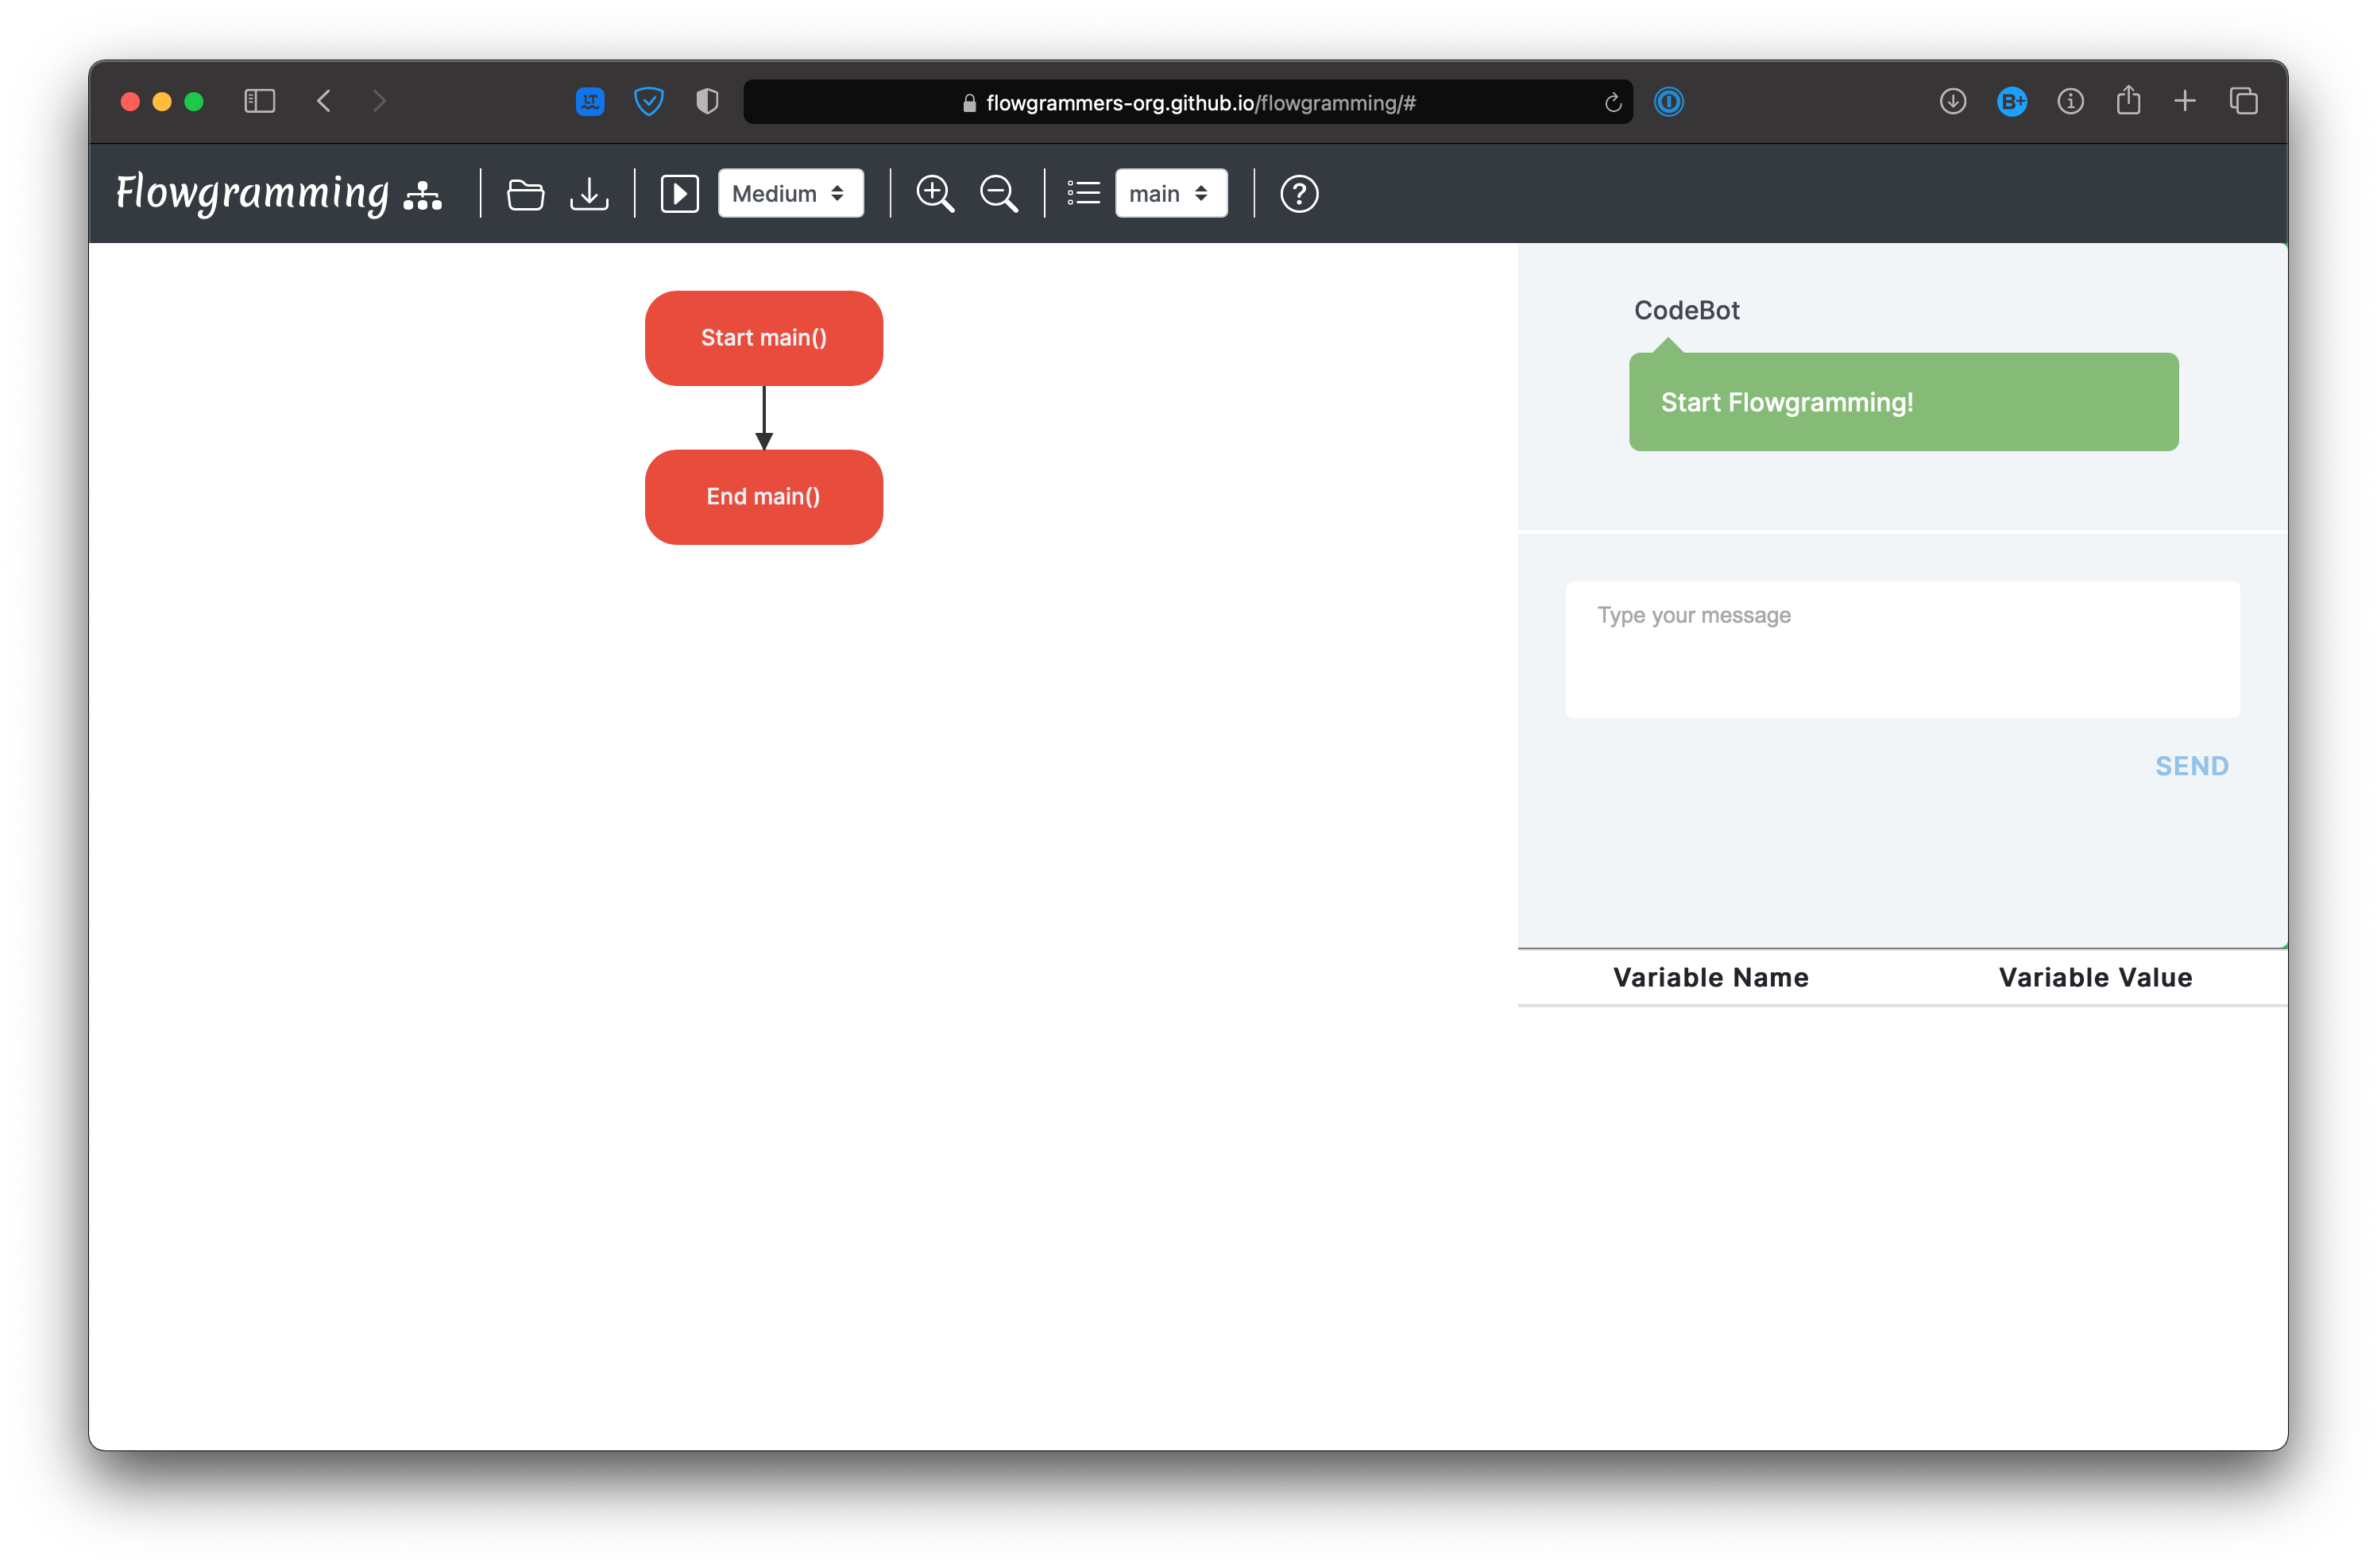 LT
flowgrammers-org.github.io/flowgramming/#
B+
Flowgramming
Medium
main
?
Start main()
End main()
CodeBot
Start Flowgramming!
Type your message
SEND
Variable Name Variable Value